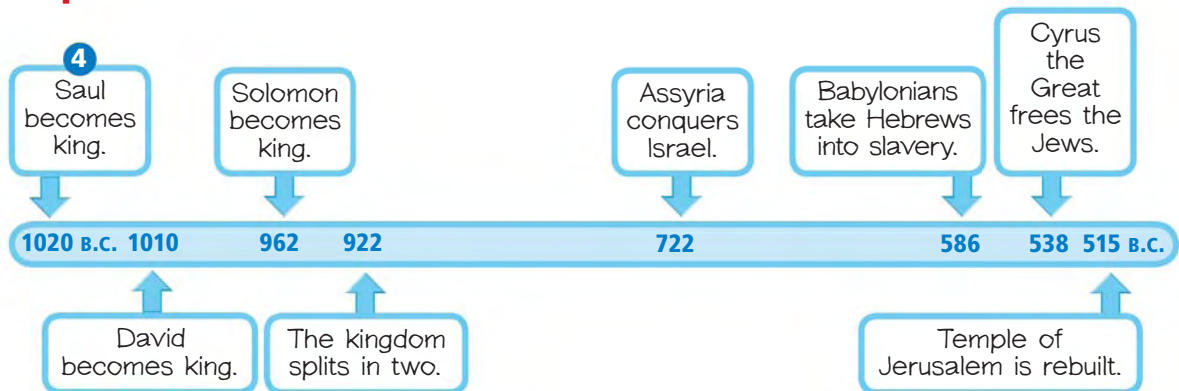 4
Saul
becomes
king.
Solomon
becomes
king.
Assyria
conquers
Israel.
Babylonians
take Hebrews
into slavery.
Cyrus
the
Great
frees the
Jews.
1020 B.C. 1010 962 922 722 586 538 515 B.C.
David
becomes king.
The kingdom
splits in two.
Temple of
Jerusalem is rebuilt.